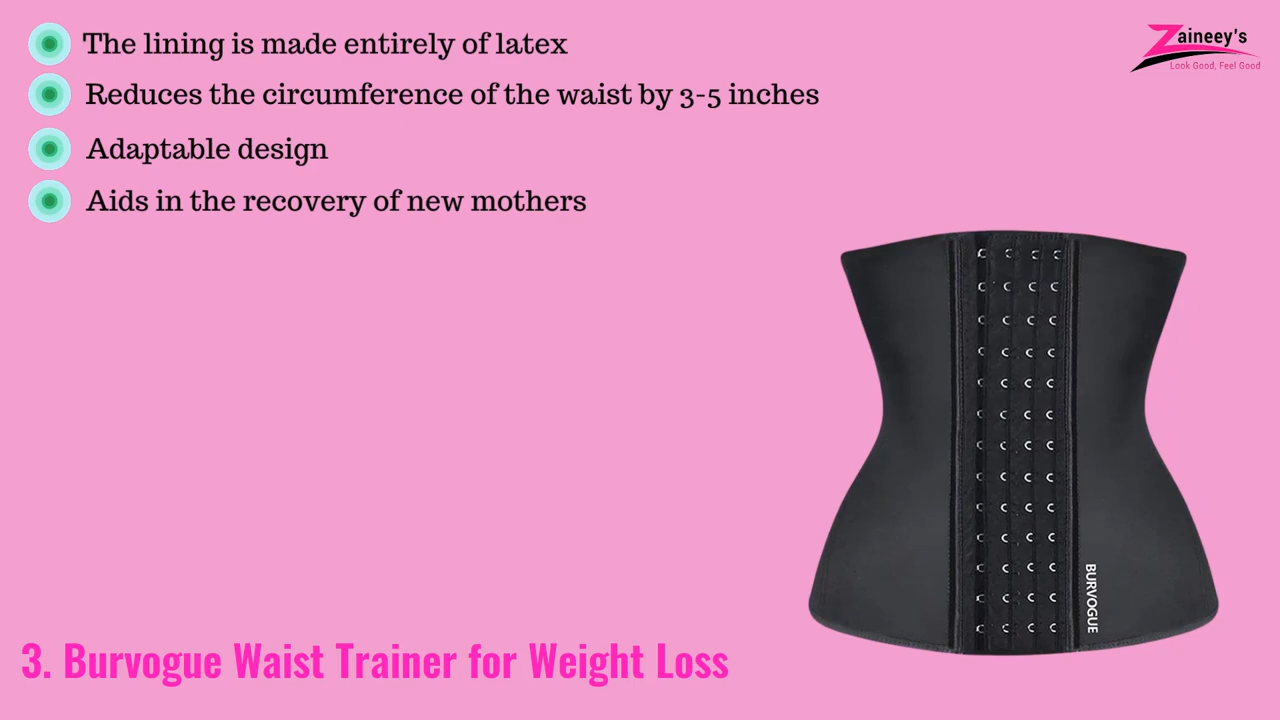 The lining is made entirely of latex
Zaineey's
Look Good, Feel Good
Reduces the circumference of the waist by 3-5 inches
Adaptable design
Aids in the recovery of new mothers
BURVOGUE
3. Burvogue Waist Trainer for Weight Loss